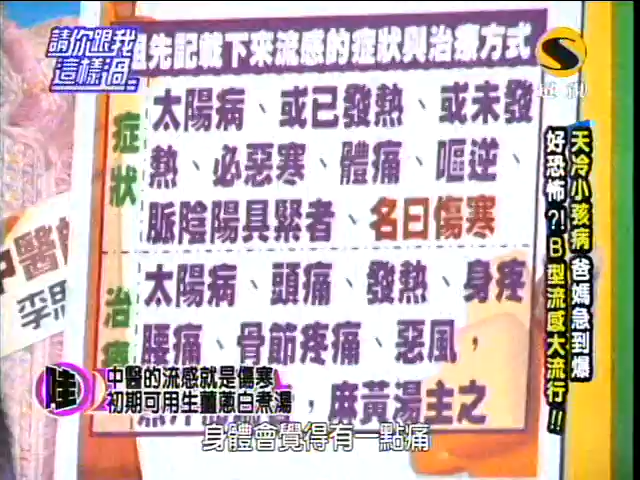 請你跟我
這樣過
祖先記載下來流感的症狀與治療方式
症狀
太陽病、或已發熱、或未發
熱、必惡寒、體痛、嘔逆、
脈陰陽具緊者、名曰傷寒
治療
太陽病、頭痛、發熱、身疼
腰痛、骨節疼痛、惡風,
麻黃湯主之
中醫
天冷小孩病 爸媽急到爆
好恐怖?!B型流感大流行!!
哇
中醫的流感就是傷寒
初期可用生薑蔥白煮湯
身體會覺得有一點痛